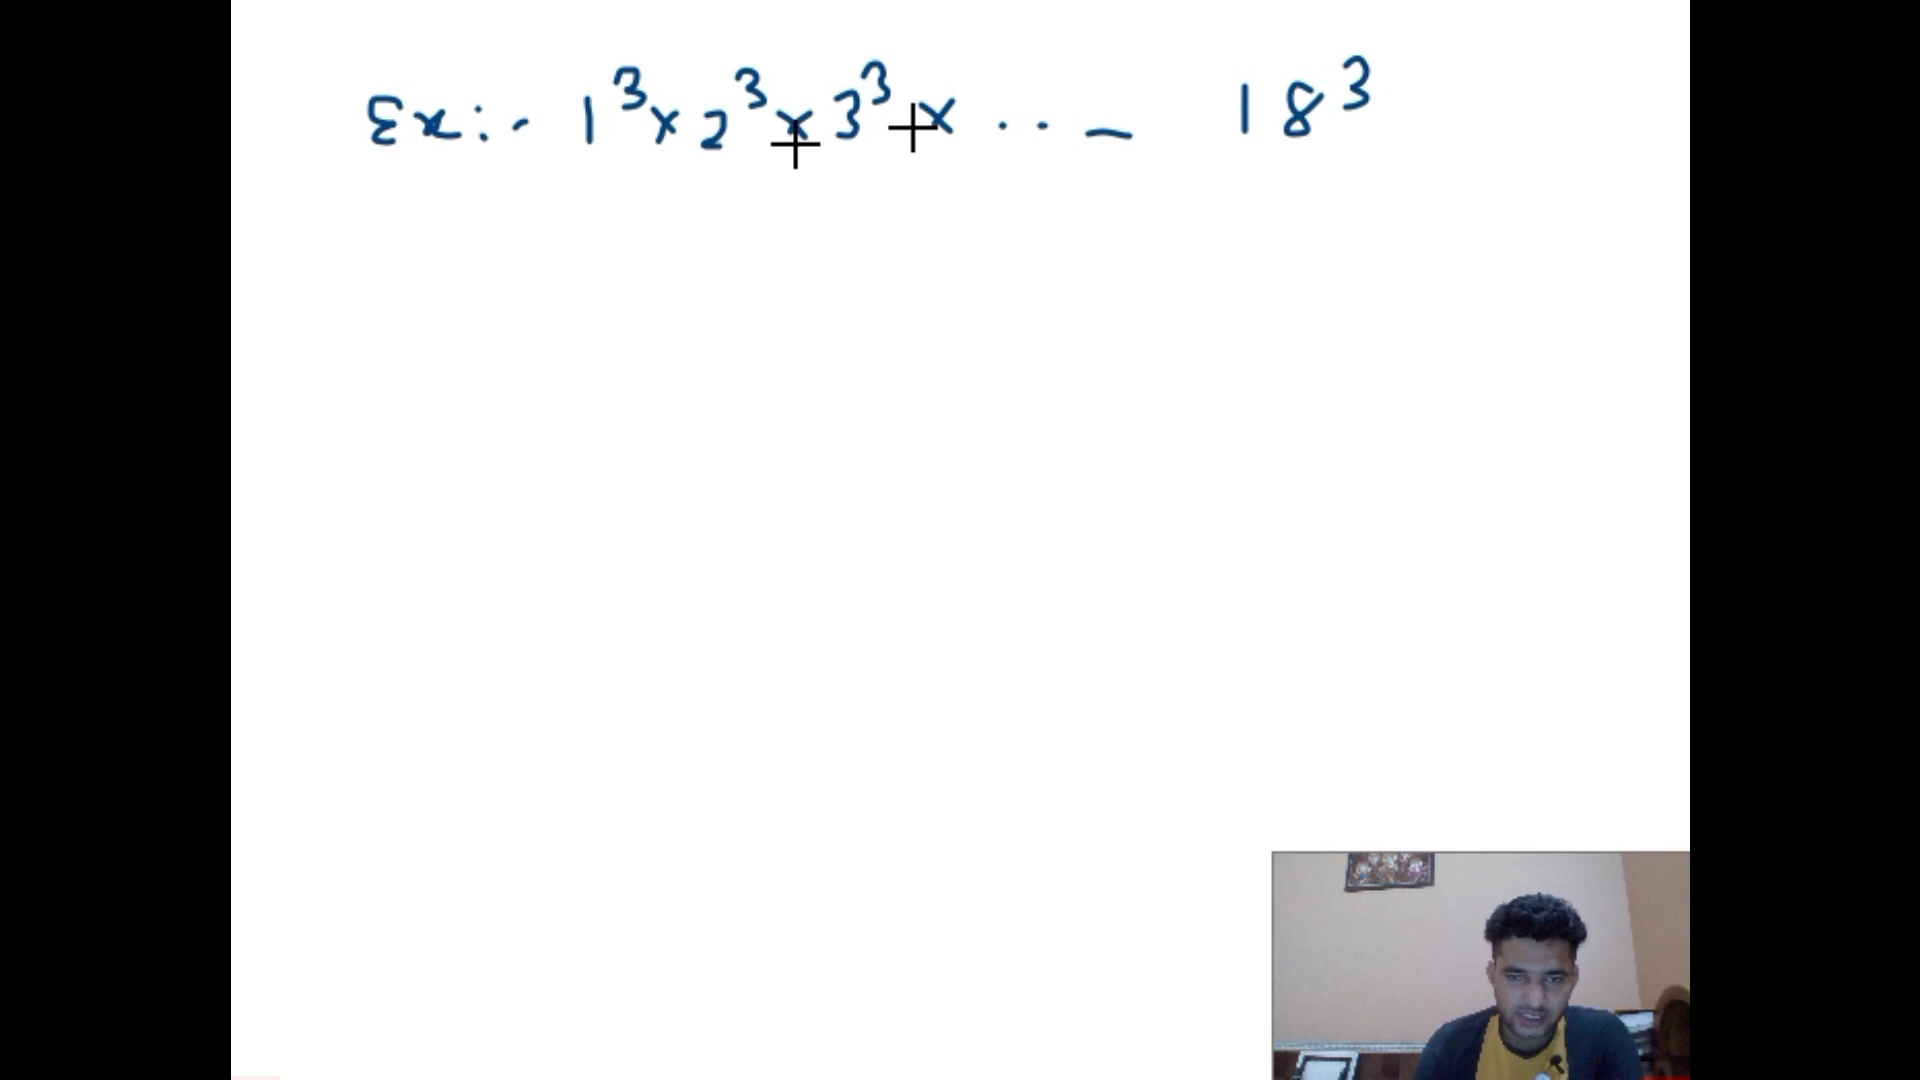 Ex:- 1³ x 2³ x 3³ x .. _ 18³